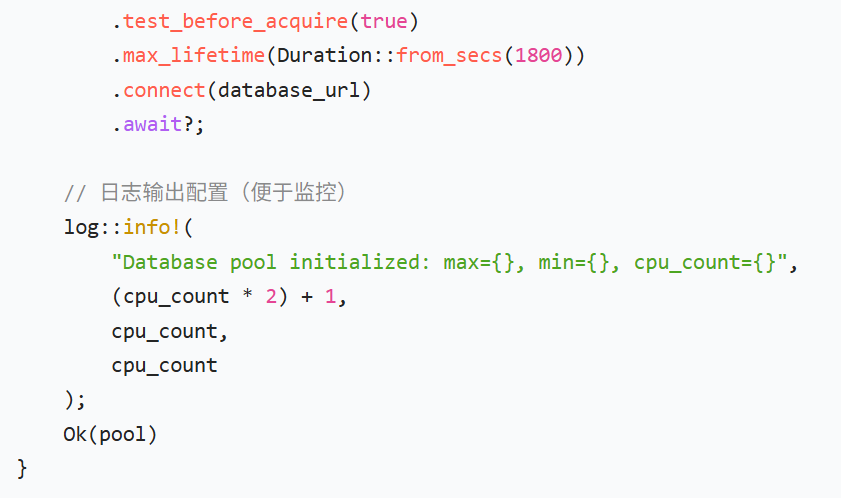 .test_before_acquire(true)
.max_lifetime(Duration::from_secs(1800))
.connect(database_url)
.await?;
// 日志输出配置（便于监控）
log::info!(
"Database pool initialized: max={}, min={}, cpu_count={}",
(cpu_count * 2) + 1,
cpu_count,
cpu_count
);
Ok(pool)
}